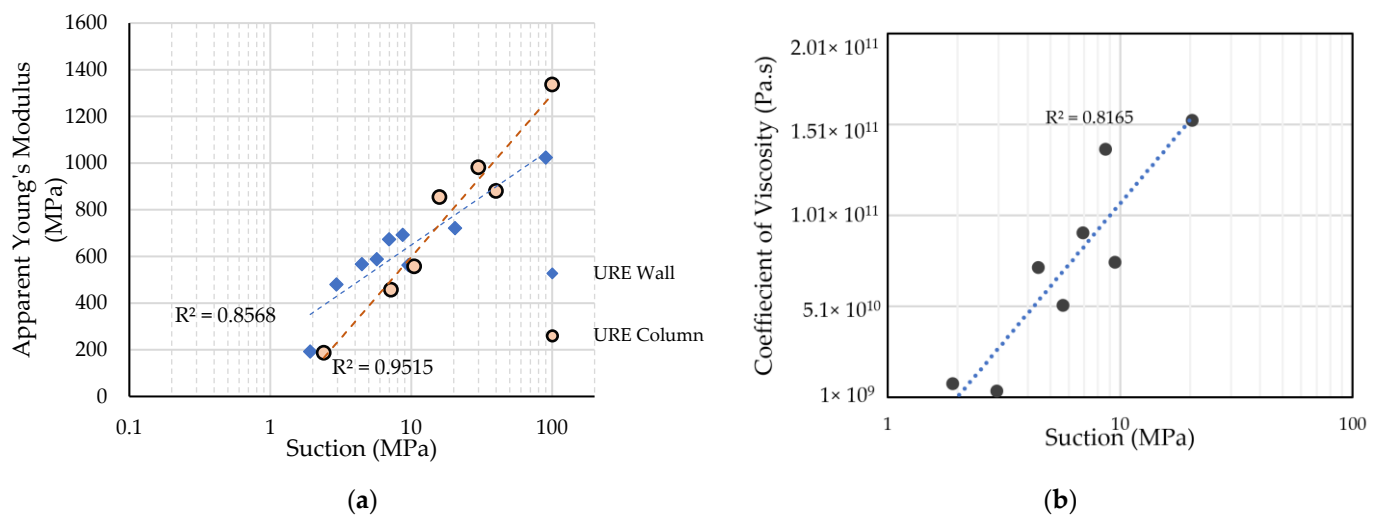 Apparent Young's Modulus
(MPa)
1600
1400
1200
1000
800
600
400
200
0
0.1
1
10
100
R² = 0.8568
R² = 0.9515
URE Wall
URE Column
Suction (MPa)
(a)
Coeffiecient of Viscosity (Pa.s)
2.01× 10¹¹
1.51× 10¹¹
1.01× 10¹¹
5.1× 10¹⁰
1× 10⁹
R² = 0.8165
1
10
100
Suction (MPa)
(b)